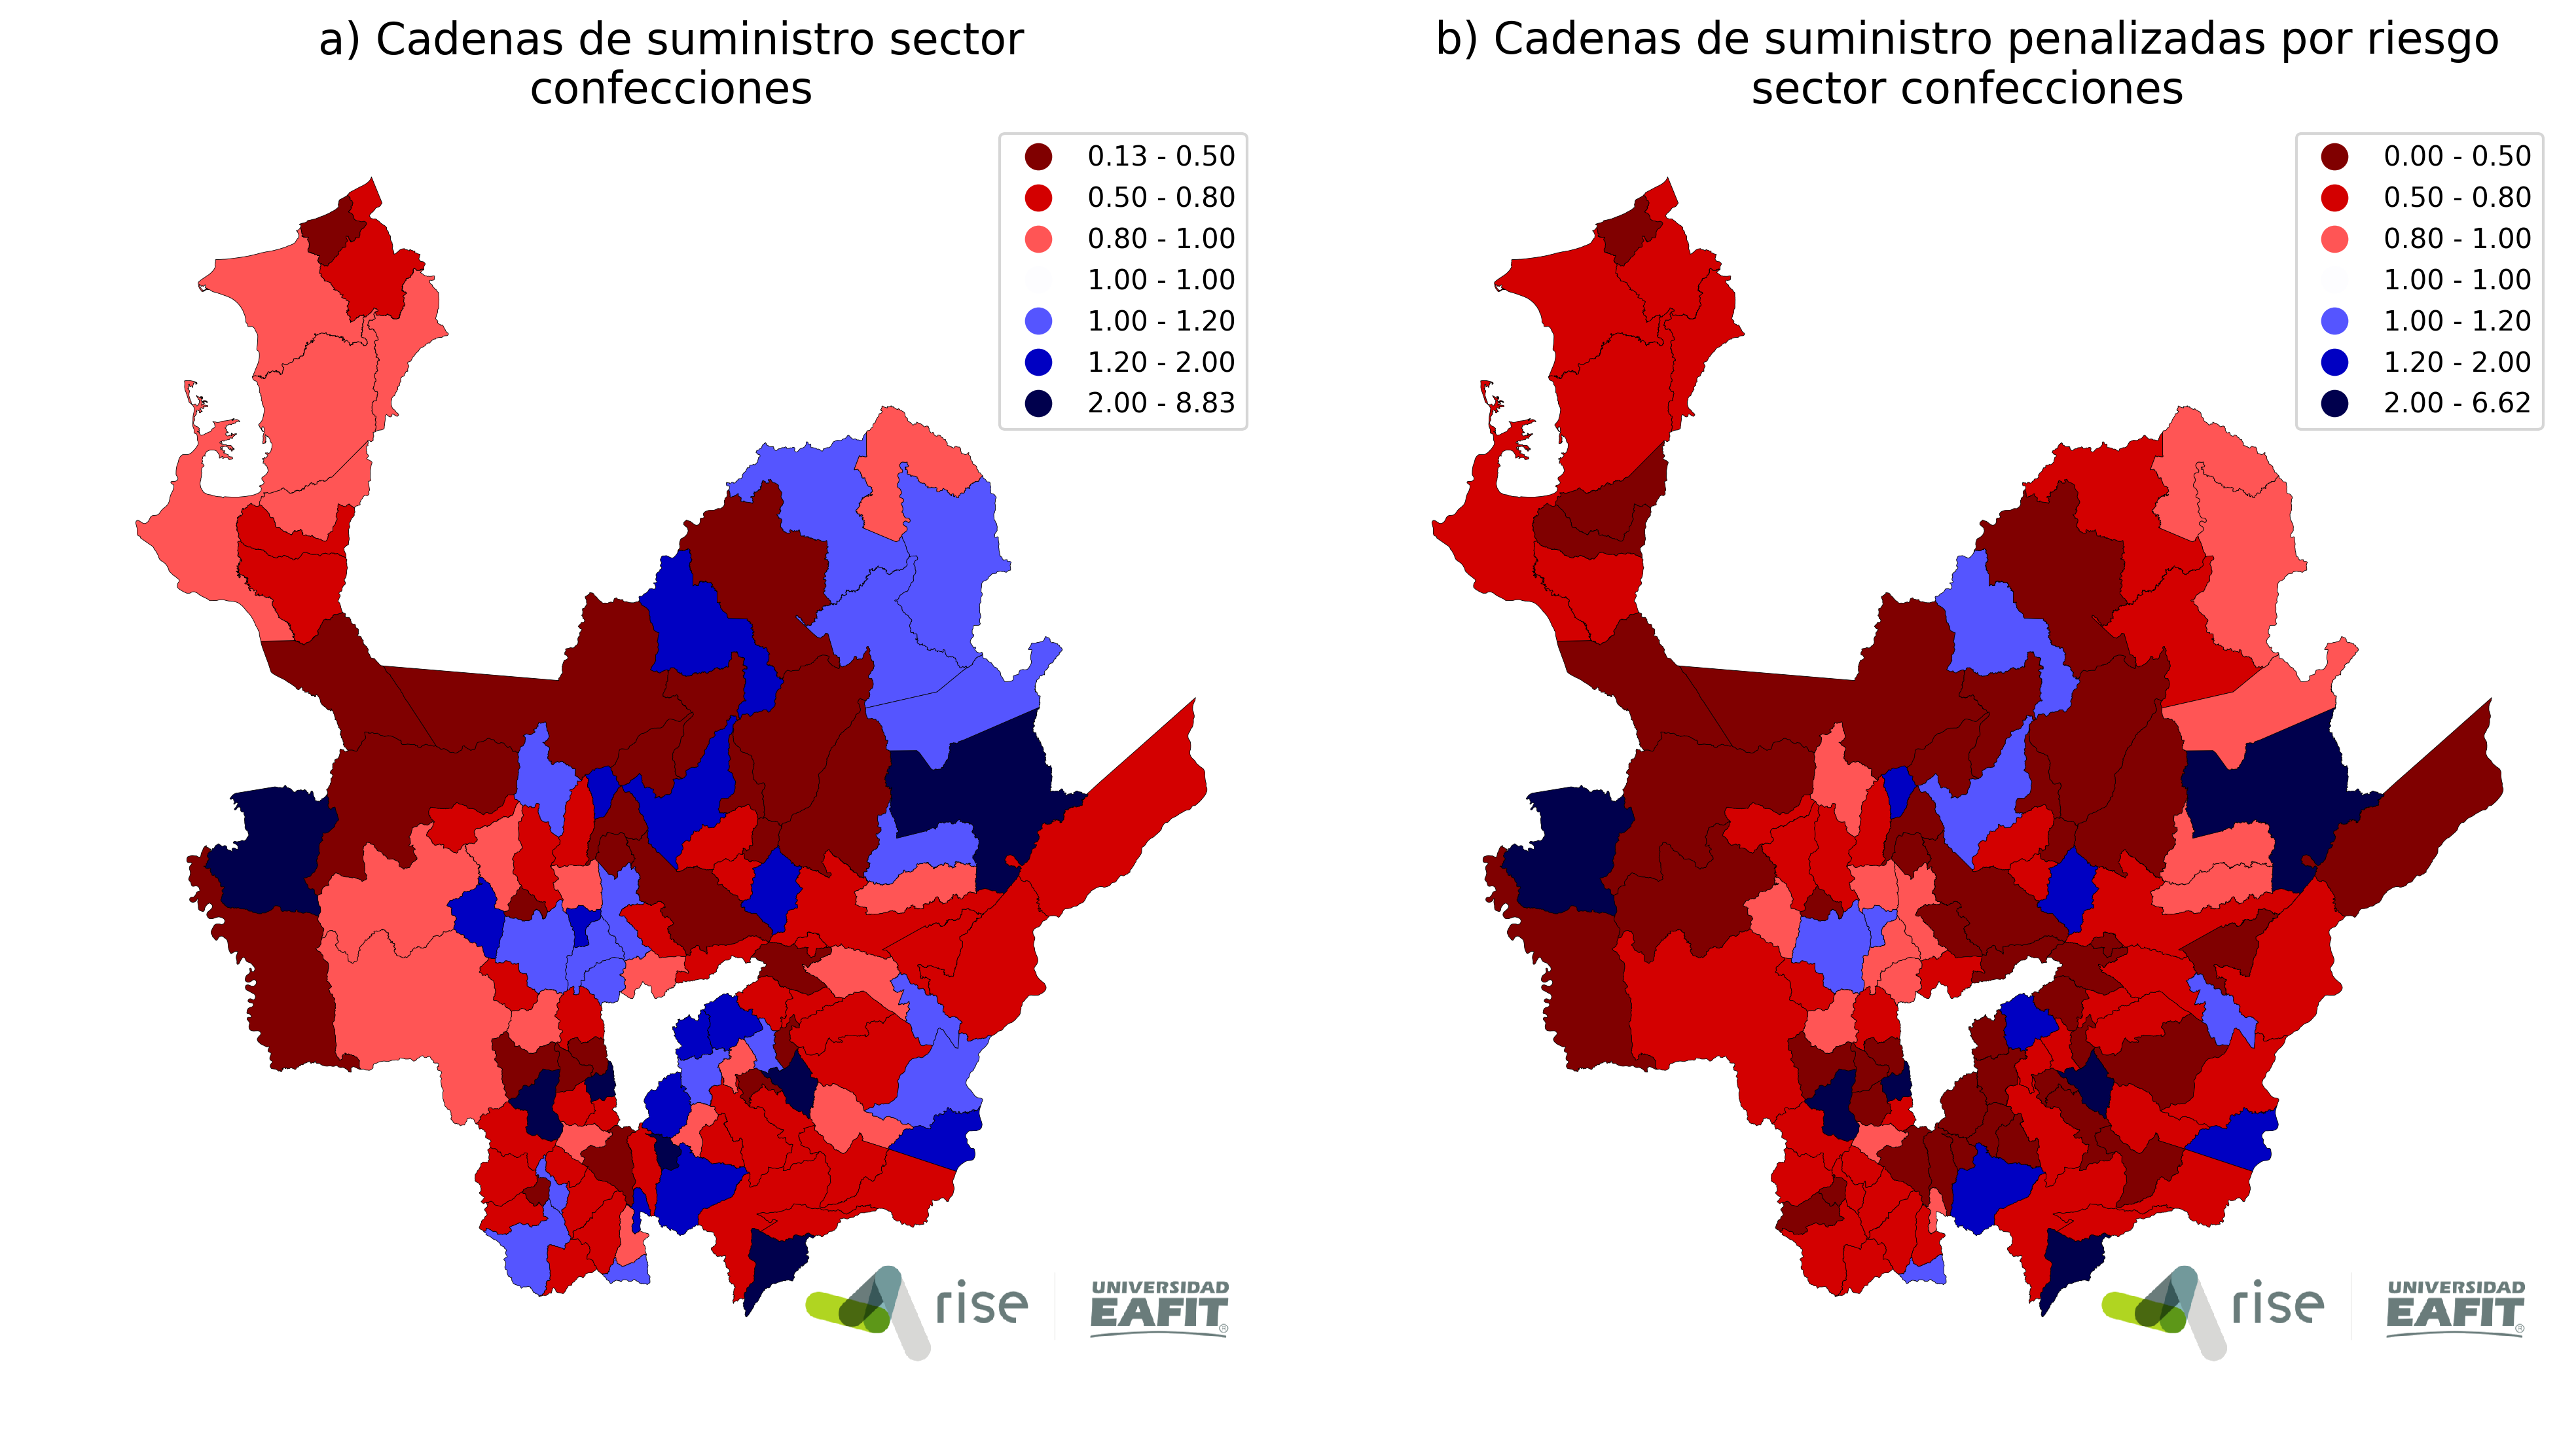 a) Cadenas de suministro sector
confecciones
0.13 - 0.50
0.50 - 0.80
0.80 - 1.00
1.00 - 1.00
1.00 - 1.20
1.20 - 2.00
2.00 - 8.83
rise
UNIVERSIDAD
EAFIT
b) Cadenas de suministro penalizadas por riesgo
sector confecciones
0.00 - 0.50
0.50 - 0.80
0.80 - 1.00
1.00 - 1.00
1.00 - 1.20
1.20 - 2.00
2.00 - 6.62
rise
UNIVERSIDAD
EAFIT